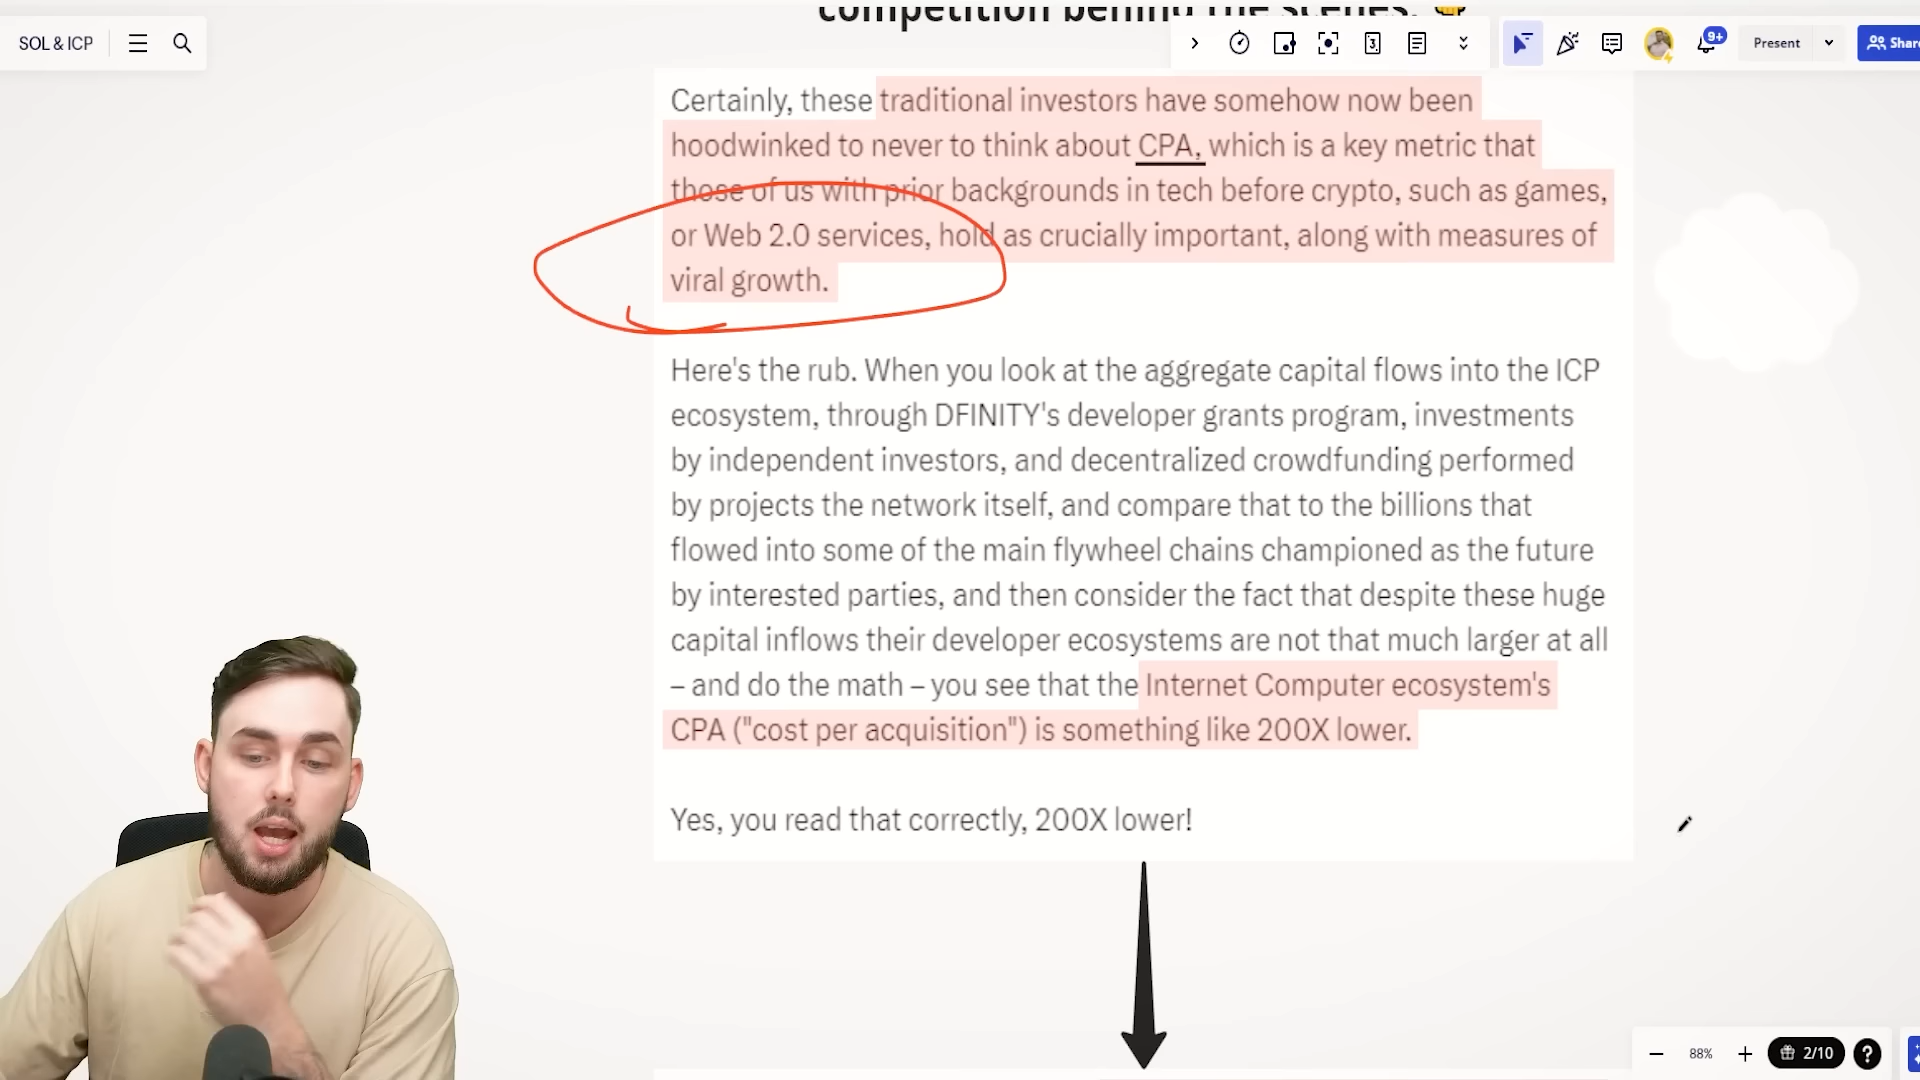 competition behind the scenes.
SOL & ICP
3
9+
Present
Share
Certainly, these traditional investors have somehow now been
hoodwinked to never to think about CPA, which is a key metric that
those of us with prior backgrounds in tech before crypto, such as games,
or Web 2.0 services, hold as crucially important, along with measures of
viral growth.
Here's the rub. When you look at the aggregate capital flows into the ICP
ecosystem, through DFINITY's developer grants program, investments
by independent investors, and decentralized crowdfunding performed
by projects the network itself, and compare that to the billions that
flowed into some of the main flywheel chains championed as the future
by interested parties, and then consider the fact that despite these huge
capital inflows their developer ecosystems are not that much larger at all
– and do the math – you see that the Internet Computer ecosystem's
CPA ("cost per acquisition") is something like 200X lower.
Yes, you read that correctly, 200X lower!
88%
2/10
?